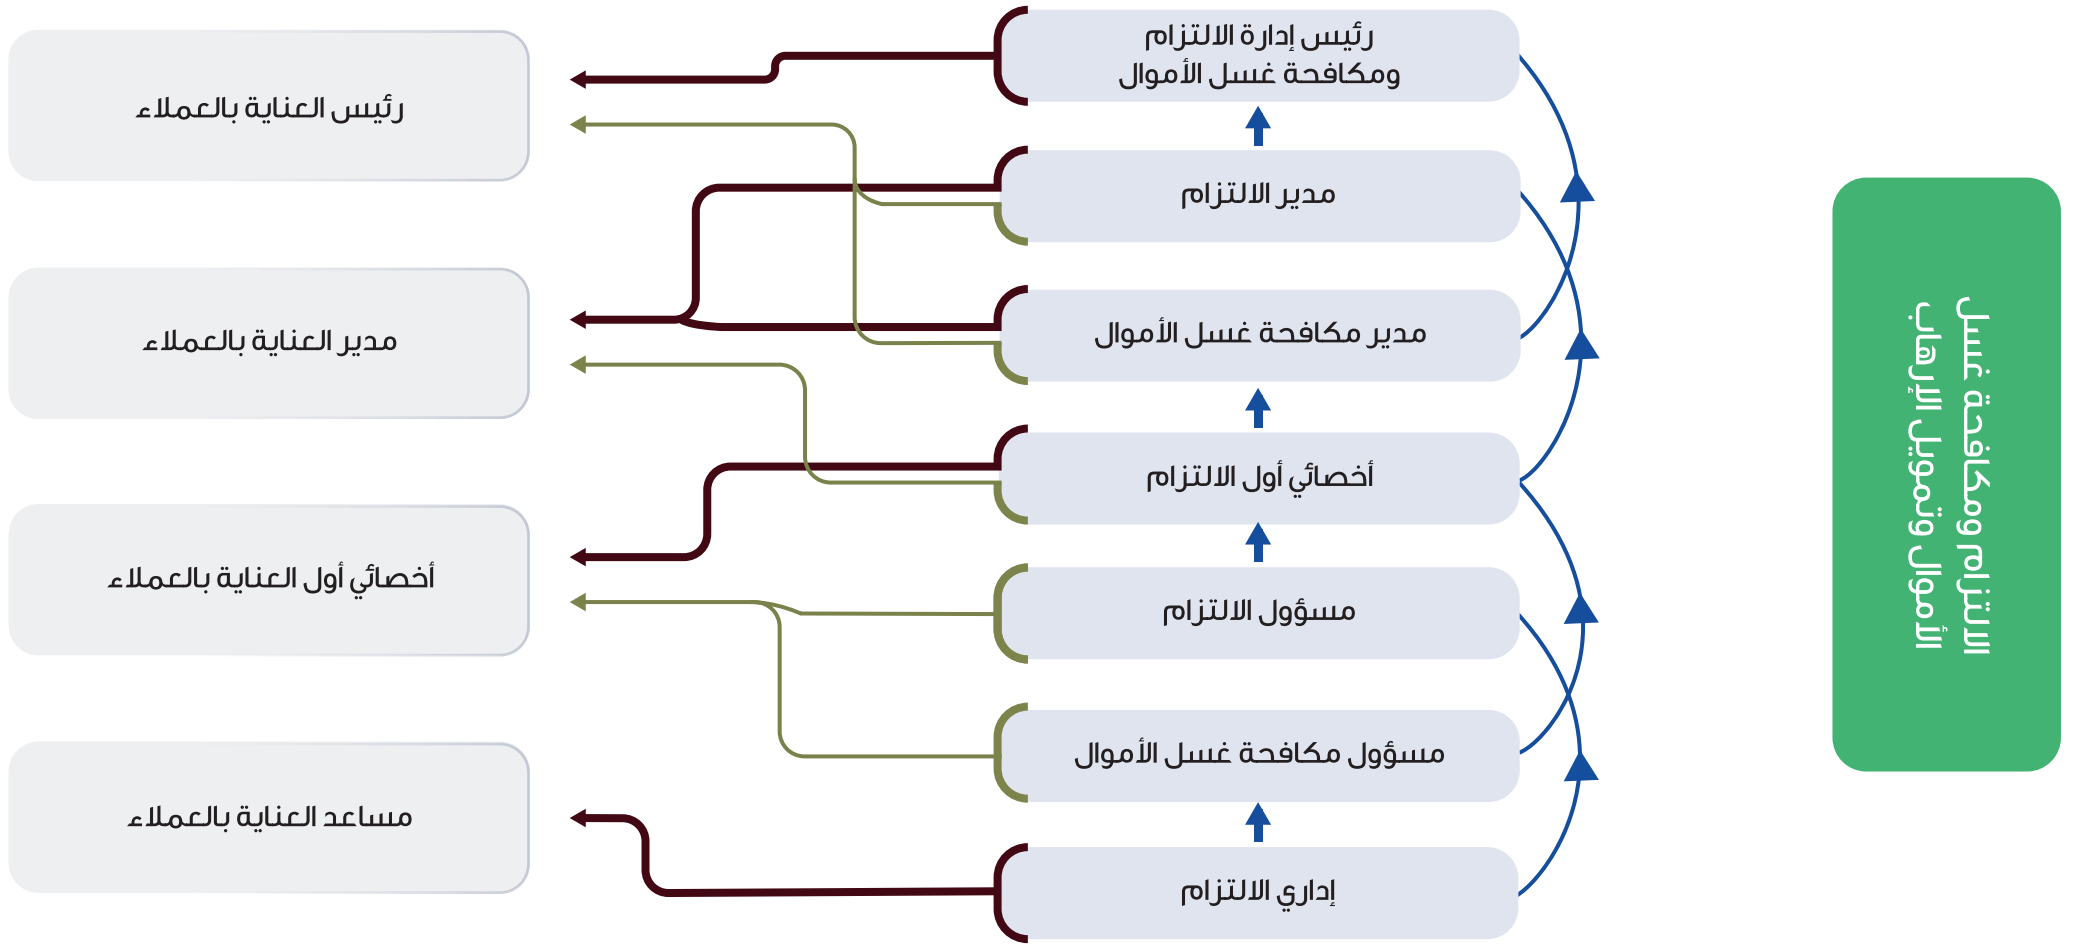 الالتزام ومكافحة غسل
الأموال وتمويل الإرهاب
رئيس إدارة الالتزام
ومكافحة غسل الأموال
مدير الالتزام
مدير مكافحة غسل الأموال
أخصائي أول الالتزام
مسؤول الالتزام
مسؤول مكافحة غسل الأموال
إداري الالتزام
رئيس العناية بالعملاء
مدير العناية بالعملاء
أخصائي أول العناية بالعملاء
مساعد العناية بالعملاء